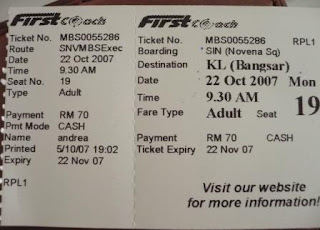 First coach
Ticket No. MBS0055286
Route SNVMBSExec
Date 22 Oct 2007
Time 9.30 AM
Seat No. 19
Type Adult
Payment RM 70
Pmt Mode CASH
Name andrea
Printed 5/10/07 19:02
Expiry 22 Nov 07
RPL1
First coach
Ticket No. MBS0055286 RPL1
Boarding SIN (Novena Sq)
Destination KL (Bangsar)
Date 22 Oct 2007 Mon
Time 9.30 AM
Fare Type Adult Seat 19
Payment RM 70 CASH
Ticket Expiry 22 Nov 07
Visit our website
for more information!